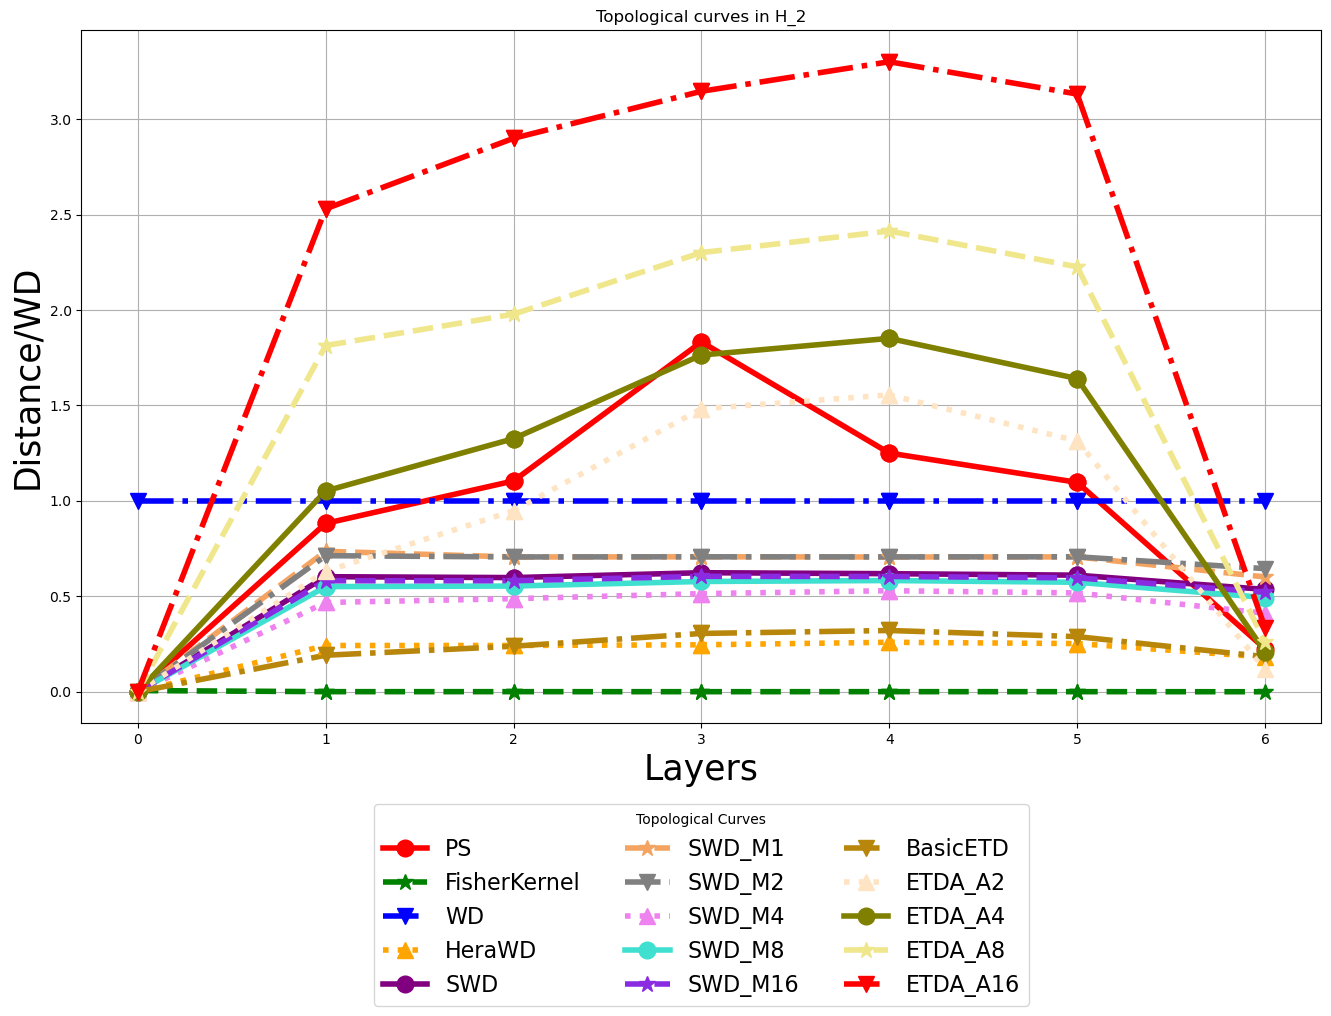 Topological curves in H_2
Distance/WD
3.0
2.5
2.0
1.5
1.0
0.5
0.0
0 1 2 3 4 5 6
Layers
Topological Curves
PS SWD_M1 BasicETD
FisherKernel SWD_M2 ETDA_A2
WD SWD_M4 ETDA_A4
HeraWD SWD_M8 ETDA_A8
SWD SWD_M16 ETDA_A16